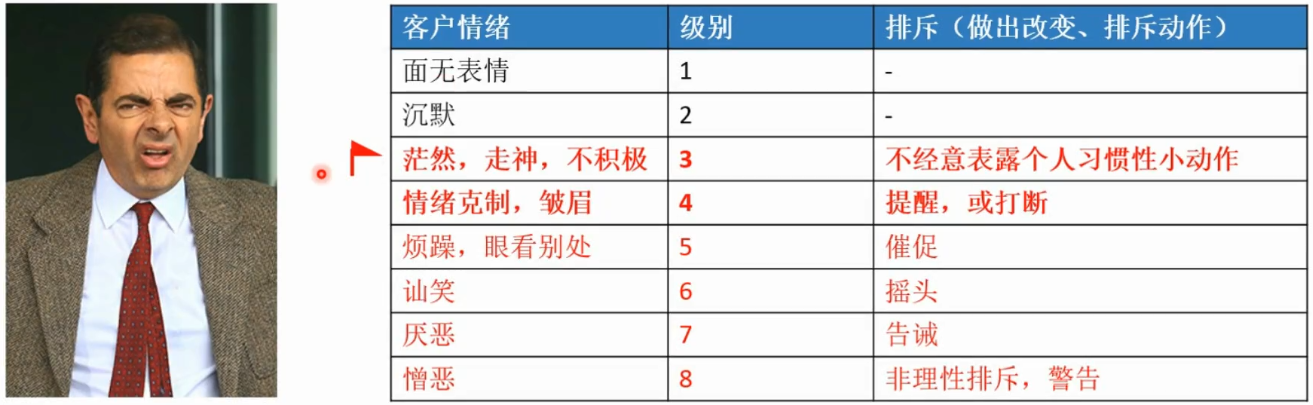 客户情绪 级别 排斥（做出改变、排斥动作）
面无表情 1 -
沉默 2 -
茫然，走神，不积极 3 不经意表露个人习惯性小动作
情绪克制，皱眉 4 提醒，或打断
烦躁，眼看别处 5 催促
讪笑 6 摇头
厌恶 7 告诫
憎恶 8 非理性排斥，警告